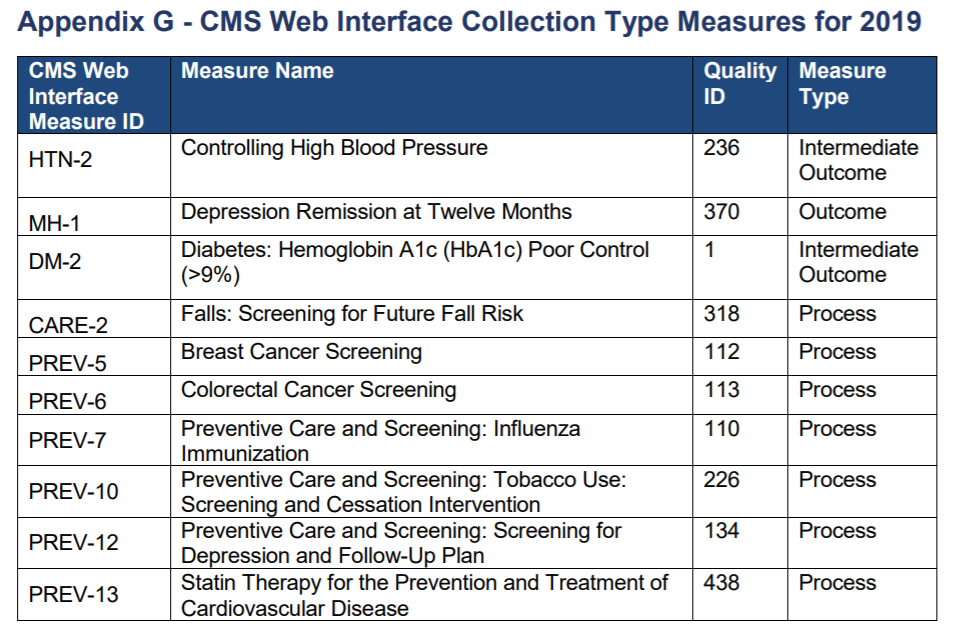 Appendix G - CMS Web Interface Collection Type Measures for 2019
CMS Web Interface Measure ID | Measure Name | Quality ID | Measure Type
HTN-2 | Controlling High Blood Pressure | 236 | Intermediate Outcome
MH-1 | Depression Remission at Twelve Months | 370 | Outcome
DM-2 | Diabetes: Hemoglobin A1c (HbA1c) Poor Control (>9%) | 1 | Intermediate Outcome
CARE-2 | Falls: Screening for Future Fall Risk | 318 | Process
PREV-5 | Breast Cancer Screening | 112 | Process
PREV-6 | Colorectal Cancer Screening | 113 | Process
PREV-7 | Preventive Care and Screening: Influenza Immunization | 110 | Process
PREV-10 | Preventive Care and Screening: Tobacco Use: Screening and Cessation Intervention | 226 | Process
PREV-12 | Preventive Care and Screening: Screening for Depression and Follow-Up Plan | 134 | Process
PREV-13 | Statin Therapy for the Prevention and Treatment of Cardiovascular Disease | 438 | Process